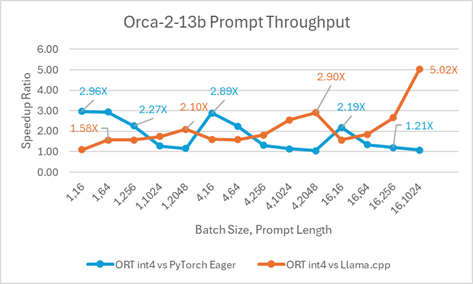 Orca-2-13b Prompt Throughput
Speedup Ratio
6.00
5.00
4.00
3.00
2.00
1.00
0.00
2.96X
1.58X
2.27X
2.10X
2.89X
2.90X
2.19X
5.02X
1.21X
1,16
1,64
1,256
1,1024
1,2048
4,16
4,64
4,256
4,1024
4,2048
16,16
16,64
16,256
16,1024
Batch Size, Prompt Length
ORT int4 vs PyTorch Eager
ORT int4 vs Llama.cpp